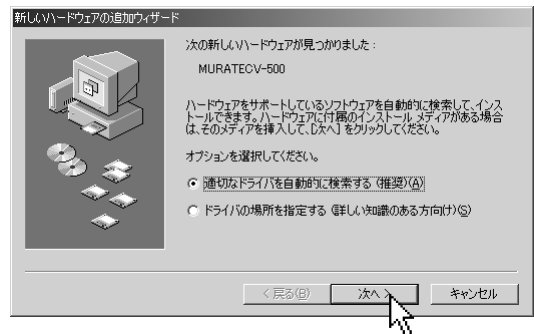 新しいハードウェアの追加ウィザード
次の新しいハードウェアが見つかりました：
MURATECV-500
ハードウェアをサポートしているソフトウェアを自動的に検索して、インス
トールできます。ハードウェアに付属のインストール メディアがある場合
は、そのメディアを挿入して、[次へ] をクリックしてください。
オプションを選択してください。
適切なドライバを自動的に検索する (推奨)(A)
ドライバの場所を指定する (詳しい知識のある方向け)(S)
< 戻る(B)
次へ >
キャンセル